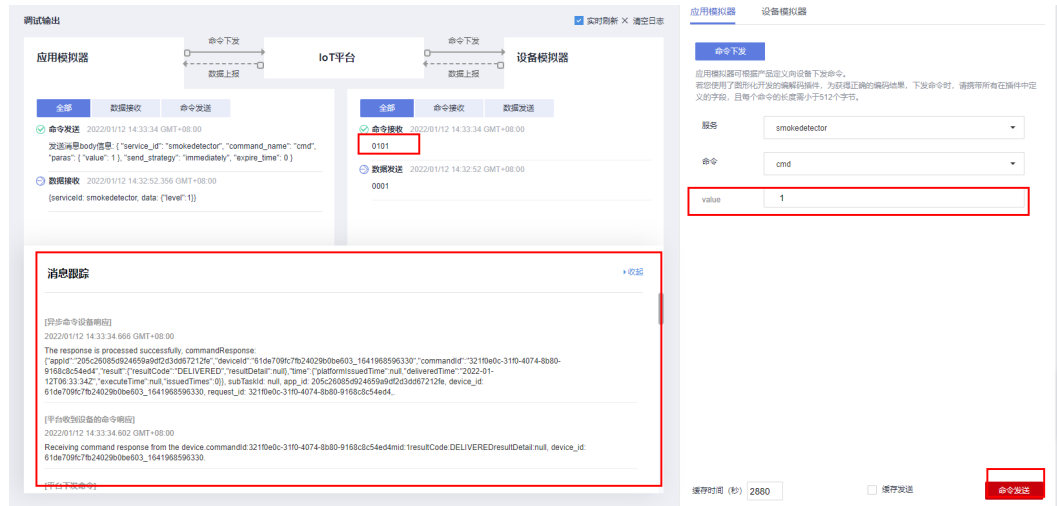 调试输出
实时刷新 × 清空日志
应用模拟器
命令下发
数据上报
IoT平台
命令下发
数据上报
设备模拟器
全部 数据接收 命令发送
命令发送 2022/01/12 14:33:34 GMT+08:00
发送消息body信息: { "service_id": "smokedetector", "command_name": "cmd",
"paras": { "value": 1 }, "send_strategy": "immediately", "expire_time": 0 }
数据接收 2022/01/12 14:32:52.356 GMT+08:00
{serviceId: smokedetector, data: {"level":1}}
全部 命令接收 数据发送
命令接收 2022/01/12 14:33:34 GMT+08:00
0101
数据发送 2022/01/12 14:32:52 GMT+08:00
0001
消息跟踪
收起
[异步命令设备响应]
2022/01/12 14:33:34.666 GMT+08:00
The response is processed successfully, commandResponse:
{"appId":"205c26085d924659a9df2d3dd67212fe","deviceId":"61de709fc7fb24029b0be603_1641968596330","commandId":"321f0e0c-31f0-4074-8b80-
9168c8c54ed4","result":{"resultCode":"DELIVERED","resultDetail":null},"time":{"platformIssuedTime":null,"deliveredTime":"2022-01-
12T06:33:34Z","executeTime":null,"issuedTimes":0}}, subTaskId: null, app_id: 205c26085d924659a9df2d3dd67212fe, device_id:
61de709fc7fb24029b0be603_1641968596330, request_id: 321f0e0c-31f0-4074-8b80-9168c8c54ed4,.
[平台收到设备的命令响应]
2022/01/12 14:33:34.602 GMT+08:00
Receiving command response from the device.commandId:321f0e0c-31f0-4074-8b80-9168c8c54ed4mid:1resultCode:DELIVEREDresultDetail:null, device_id:
61de709fc7fb24029b0be603_1641968596330.
[平台下发命令]
应用模拟器 设备模拟器
命令下发
应用模拟器可根据产品定义向设备下发命令。
若您使用了图形化开发的编解码插件，为获得正确的编码结果，下发命令时，请携带所有在插件中定
义的字段，且每个命令的长度需小于512个字节。
服务 smokedetector
命令 cmd
value 1
缓存时间（秒） 2880 缓存发送 命令发送